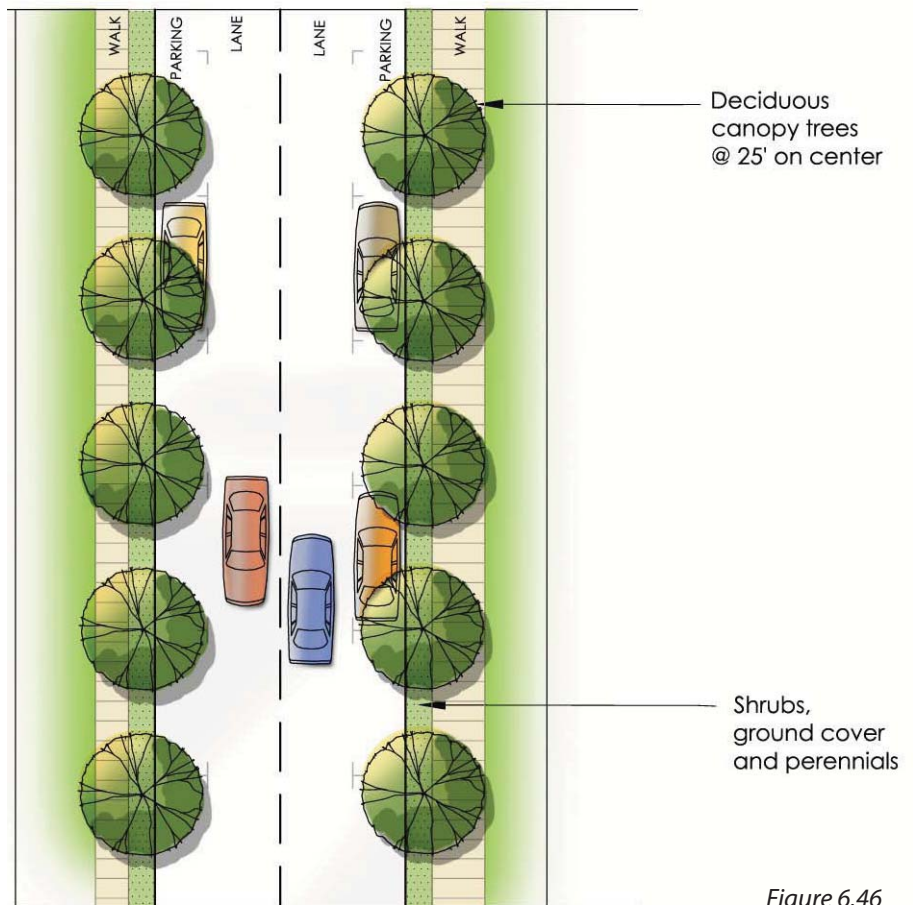 WALK
PARKING
LANE
LANE
PARKING
WALK
Deciduous
canopy trees
@ 25' on center
Shrubs,
ground cover
and perennials
Figure 6.46